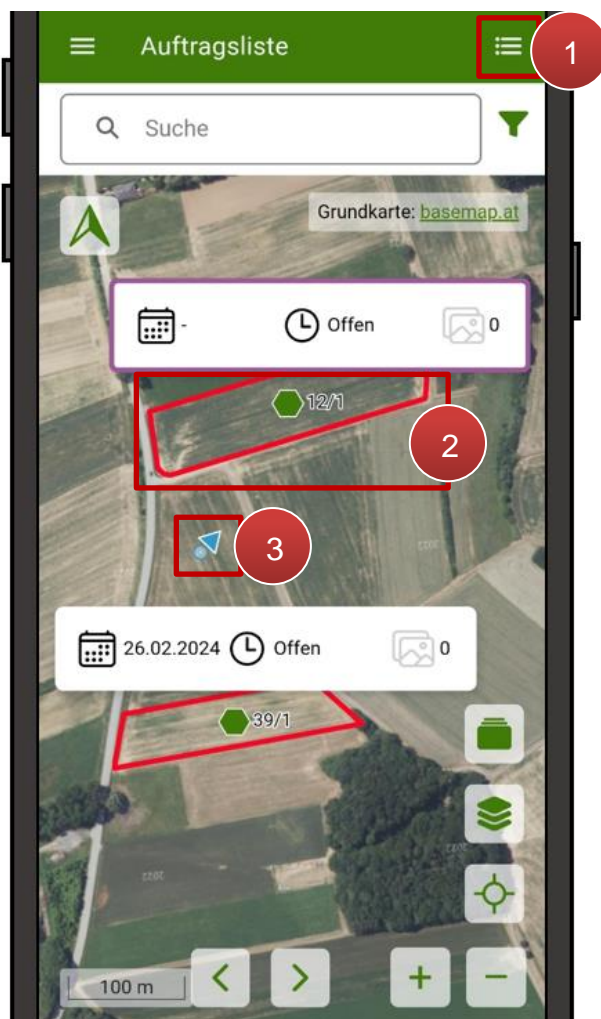 Auftragsliste
1
Suche
Grundkarte: basemap.at
- Offen 0
12/1
2
3
26.02.2024 Offen 0
39/1
100 m